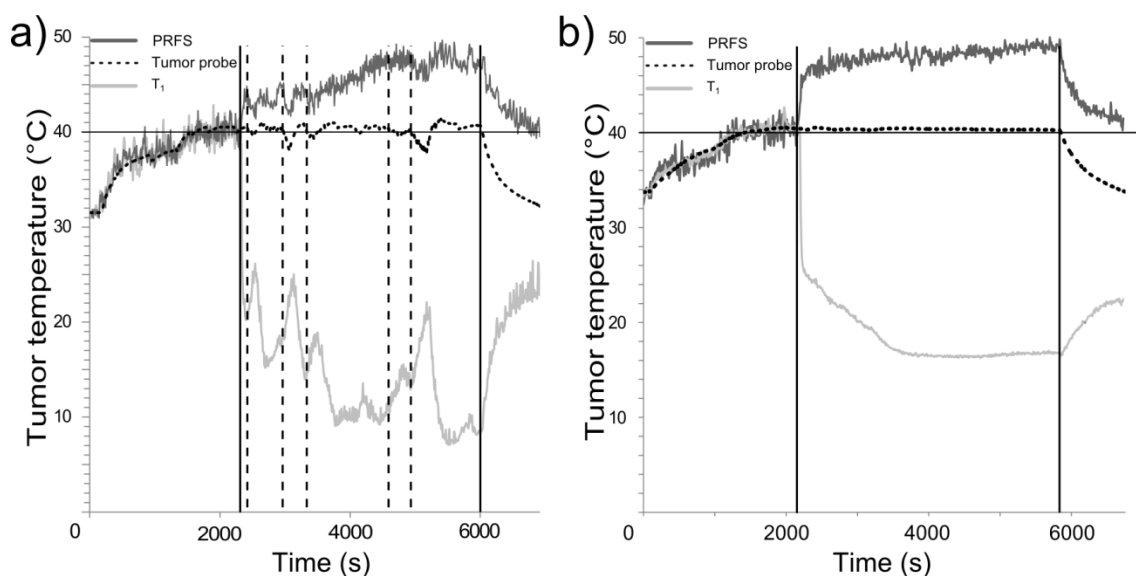 a)
50
PRFS
Tumor probe
T1
40
30
20
10
0
2000
4000
6000
Tumor temperature (°C)
Time (s)
b)
50
PRFS
Tumor probe
T1
40
30
20
10
0
2000
4000
6000
Tumor temperature (°C)
Time (s)